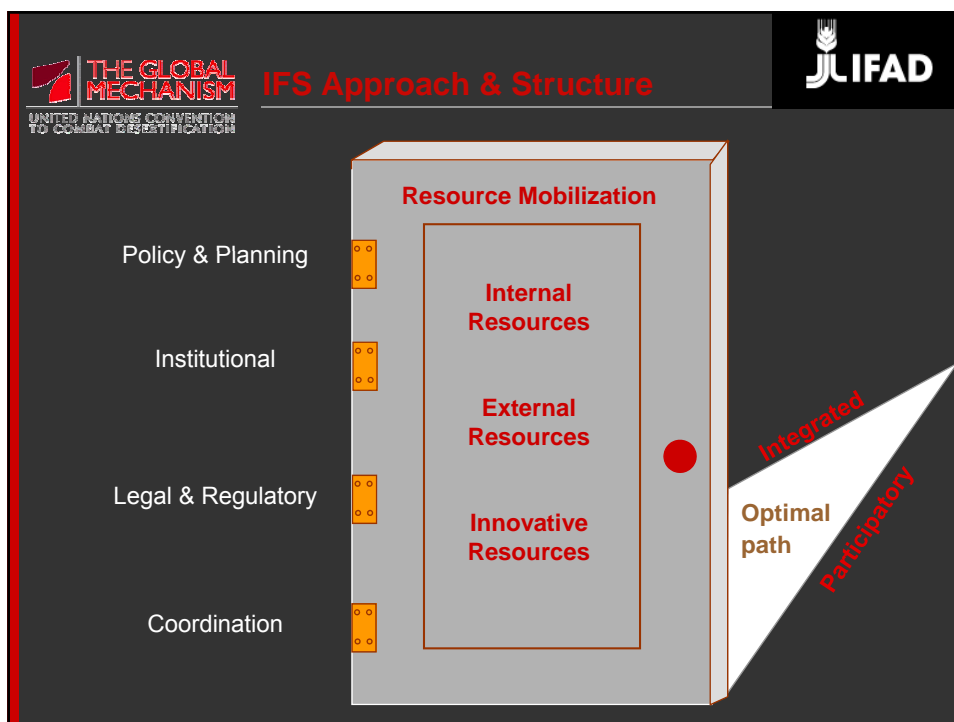 THE GLOBAL
MECHANISM
UNITED NATIONS CONVENTION
TO COMBAT DESERTIFICATION
IFS Approach & Structure
JLIFAD
Resource Mobilization
Policy & Planning
Institutional
Legal & Regulatory
Coordination
Internal
Resources
External
Resources
Innovative
Resources
Integrated
Optimal
path
Participatory